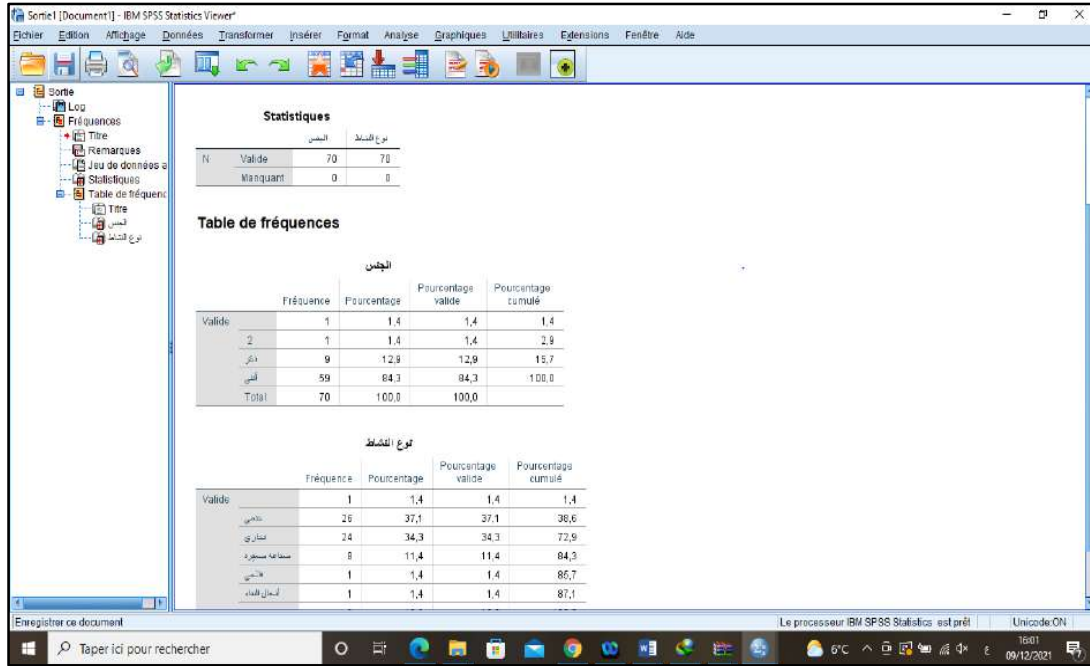 Sortie1 [Document1] - IBM SPSS Statistics Viewer*
Fichier Edition Affichage Données Transformer Insérer Format Analyse Graphiques Utilitaires Extensions Fenêtre Aide
Sortie
Log
Fréquences
Titre
Remarques
Jeu de données a
Statistiques
Table de fréquenc
Titre
الجنس
نوع النشاط
Statistiques
الجنس نوع النشاط
N Valide 70 70
Manquant 0 0
Table de fréquences
الجنس
Fréquence Pourcentage Pourcentage valide Pourcentage cumulé
Valide 1 1,4 1,4 1,4
2 1 1,4 1,4 2,9
ذكر 9 12,9 12,9 15,7
أنثى 59 84,3 84,3 100,0
Total 70 100,0 100,0
نوع النشاط
Fréquence Pourcentage Pourcentage valide Pourcentage cumulé
Valide 1 1,4 1,4 1,4
26 37,1 37,1 38,6
تجاري 24 34,3 34,3 72,9
8 11,4 11,4 84,3
1 1,4 1,4 85,7
1 1,4 1,4 87,1
Enregistrer ce document
Le processeur IBM SPSS Statistics est prêt
Unicode:ON
Taper ici pour rechercher
6°C
16:01
09/12/2021